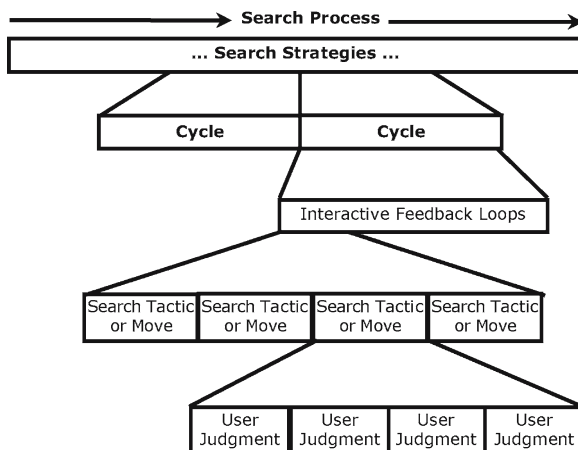 Search Process
... Search Strategies ...
Cycle Cycle
Interactive Feedback Loops
Search Tactic Search Tactic Search Tactic Search Tactic
or Move or Move or Move or Move
User User User User
Judgment Judgment Judgment Judgment